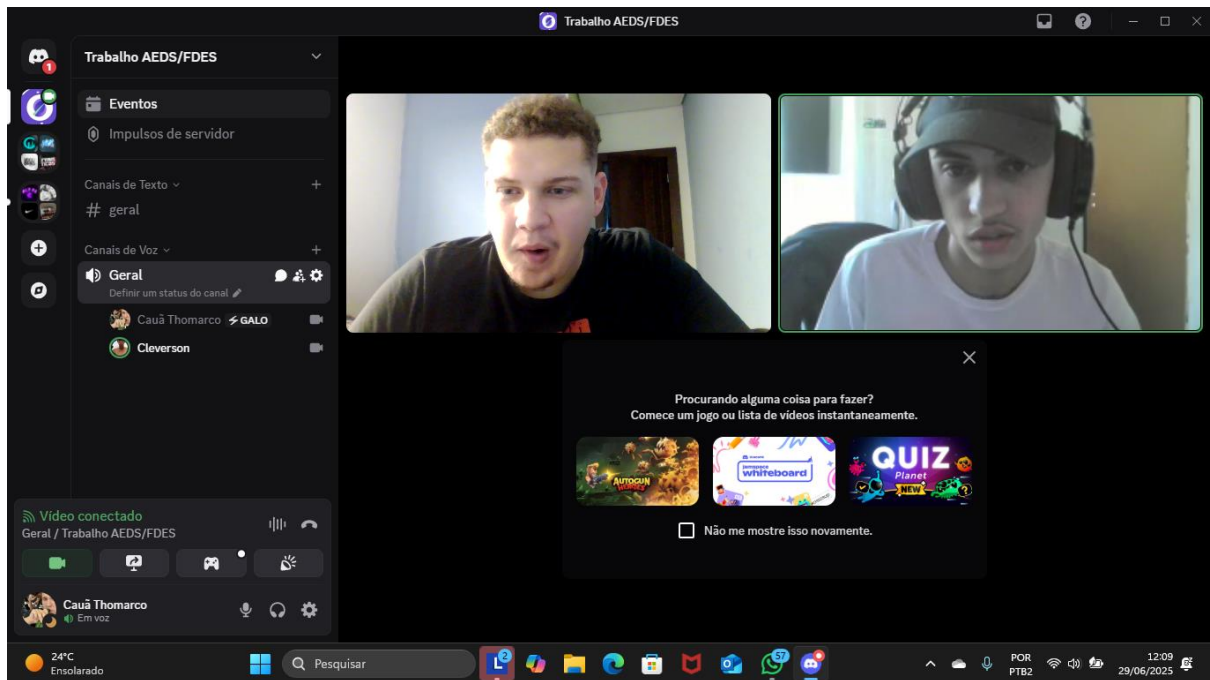 Trabalho AEDS/FDES
1
Trabalho AEDS/FDES
Eventos
Impulsos de servidor
Canais de Texto
# geral
Canais de Voz
Geral
Definir um status do canal
Cauã Thomarco GALO
Cleverson
Procurando alguma coisa para fazer?
Comece um jogo ou lista de vídeos instantaneamente.
AUTOGUN HEROES
whiteboard
QUIZ
Planet
NEW
Não me mostre isso novamente.
Vídeo conectado
Geral / Trabalho AEDS/FDES
Cauã Thomarco
Em voz
24°C
Ensolarado
Pesquisar
L 2
57
POR
PTB2
12:09
29/06/2025